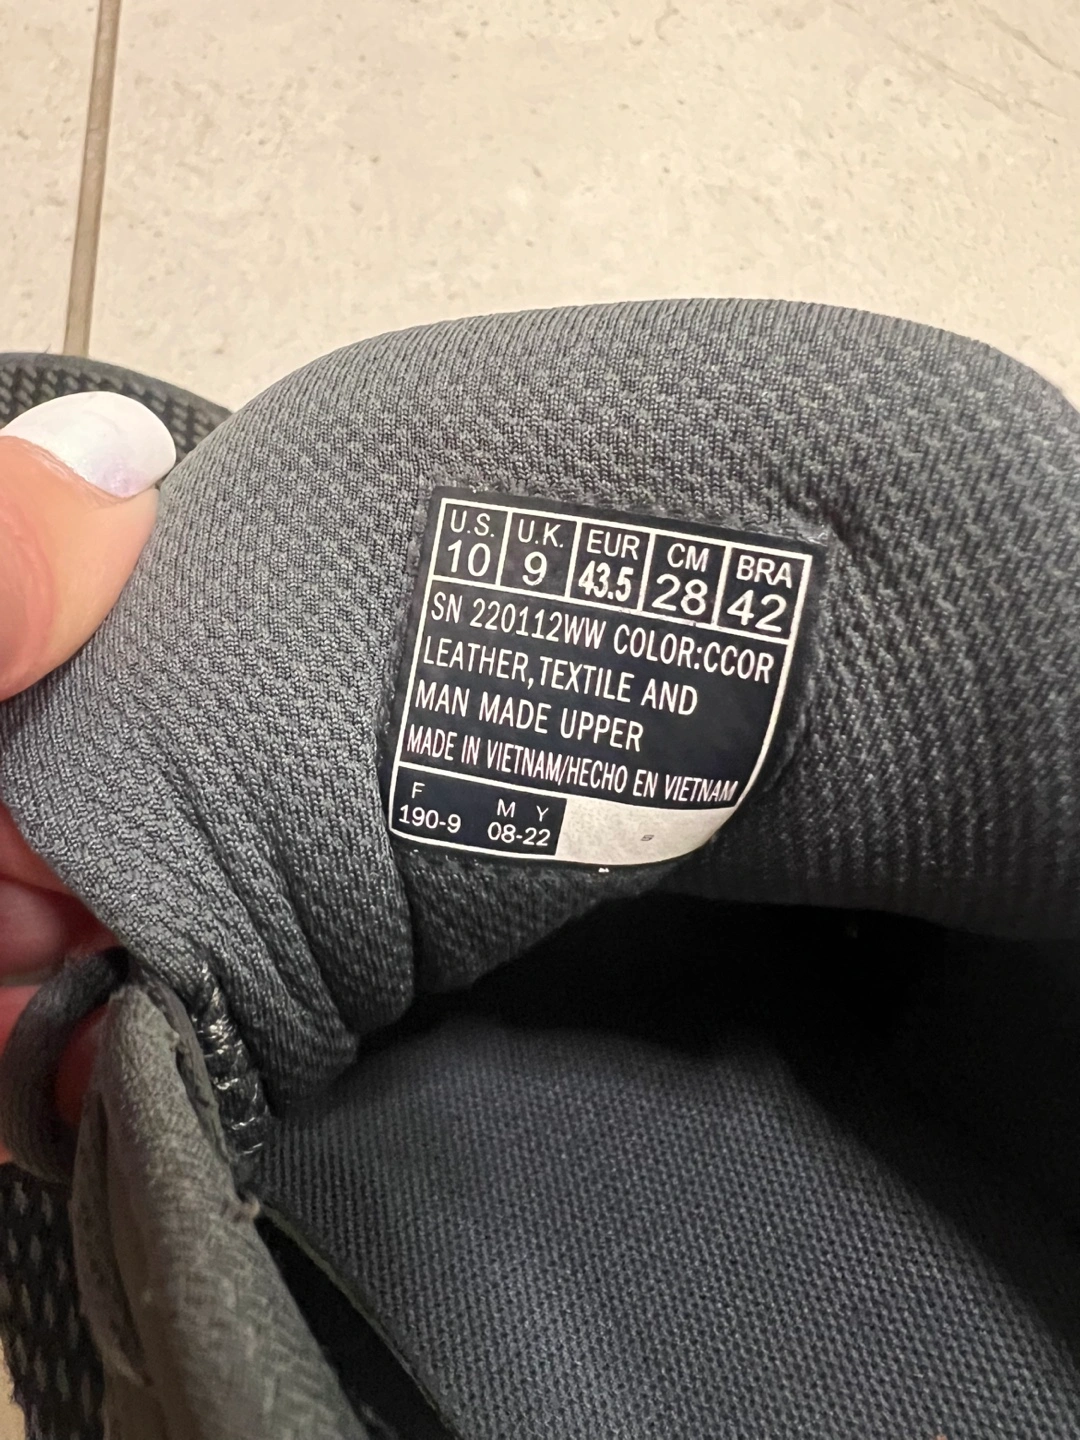 U.S. U.K. EUR CM BRA
10 9 43.5 28 42
SN 220112WW COLOR:CCOR
LEATHER, TEXTILE AND
MAN MADE UPPER
MADE IN VIETNAM/HECHO EN VIETNAM
F M Y
190-9 08-22